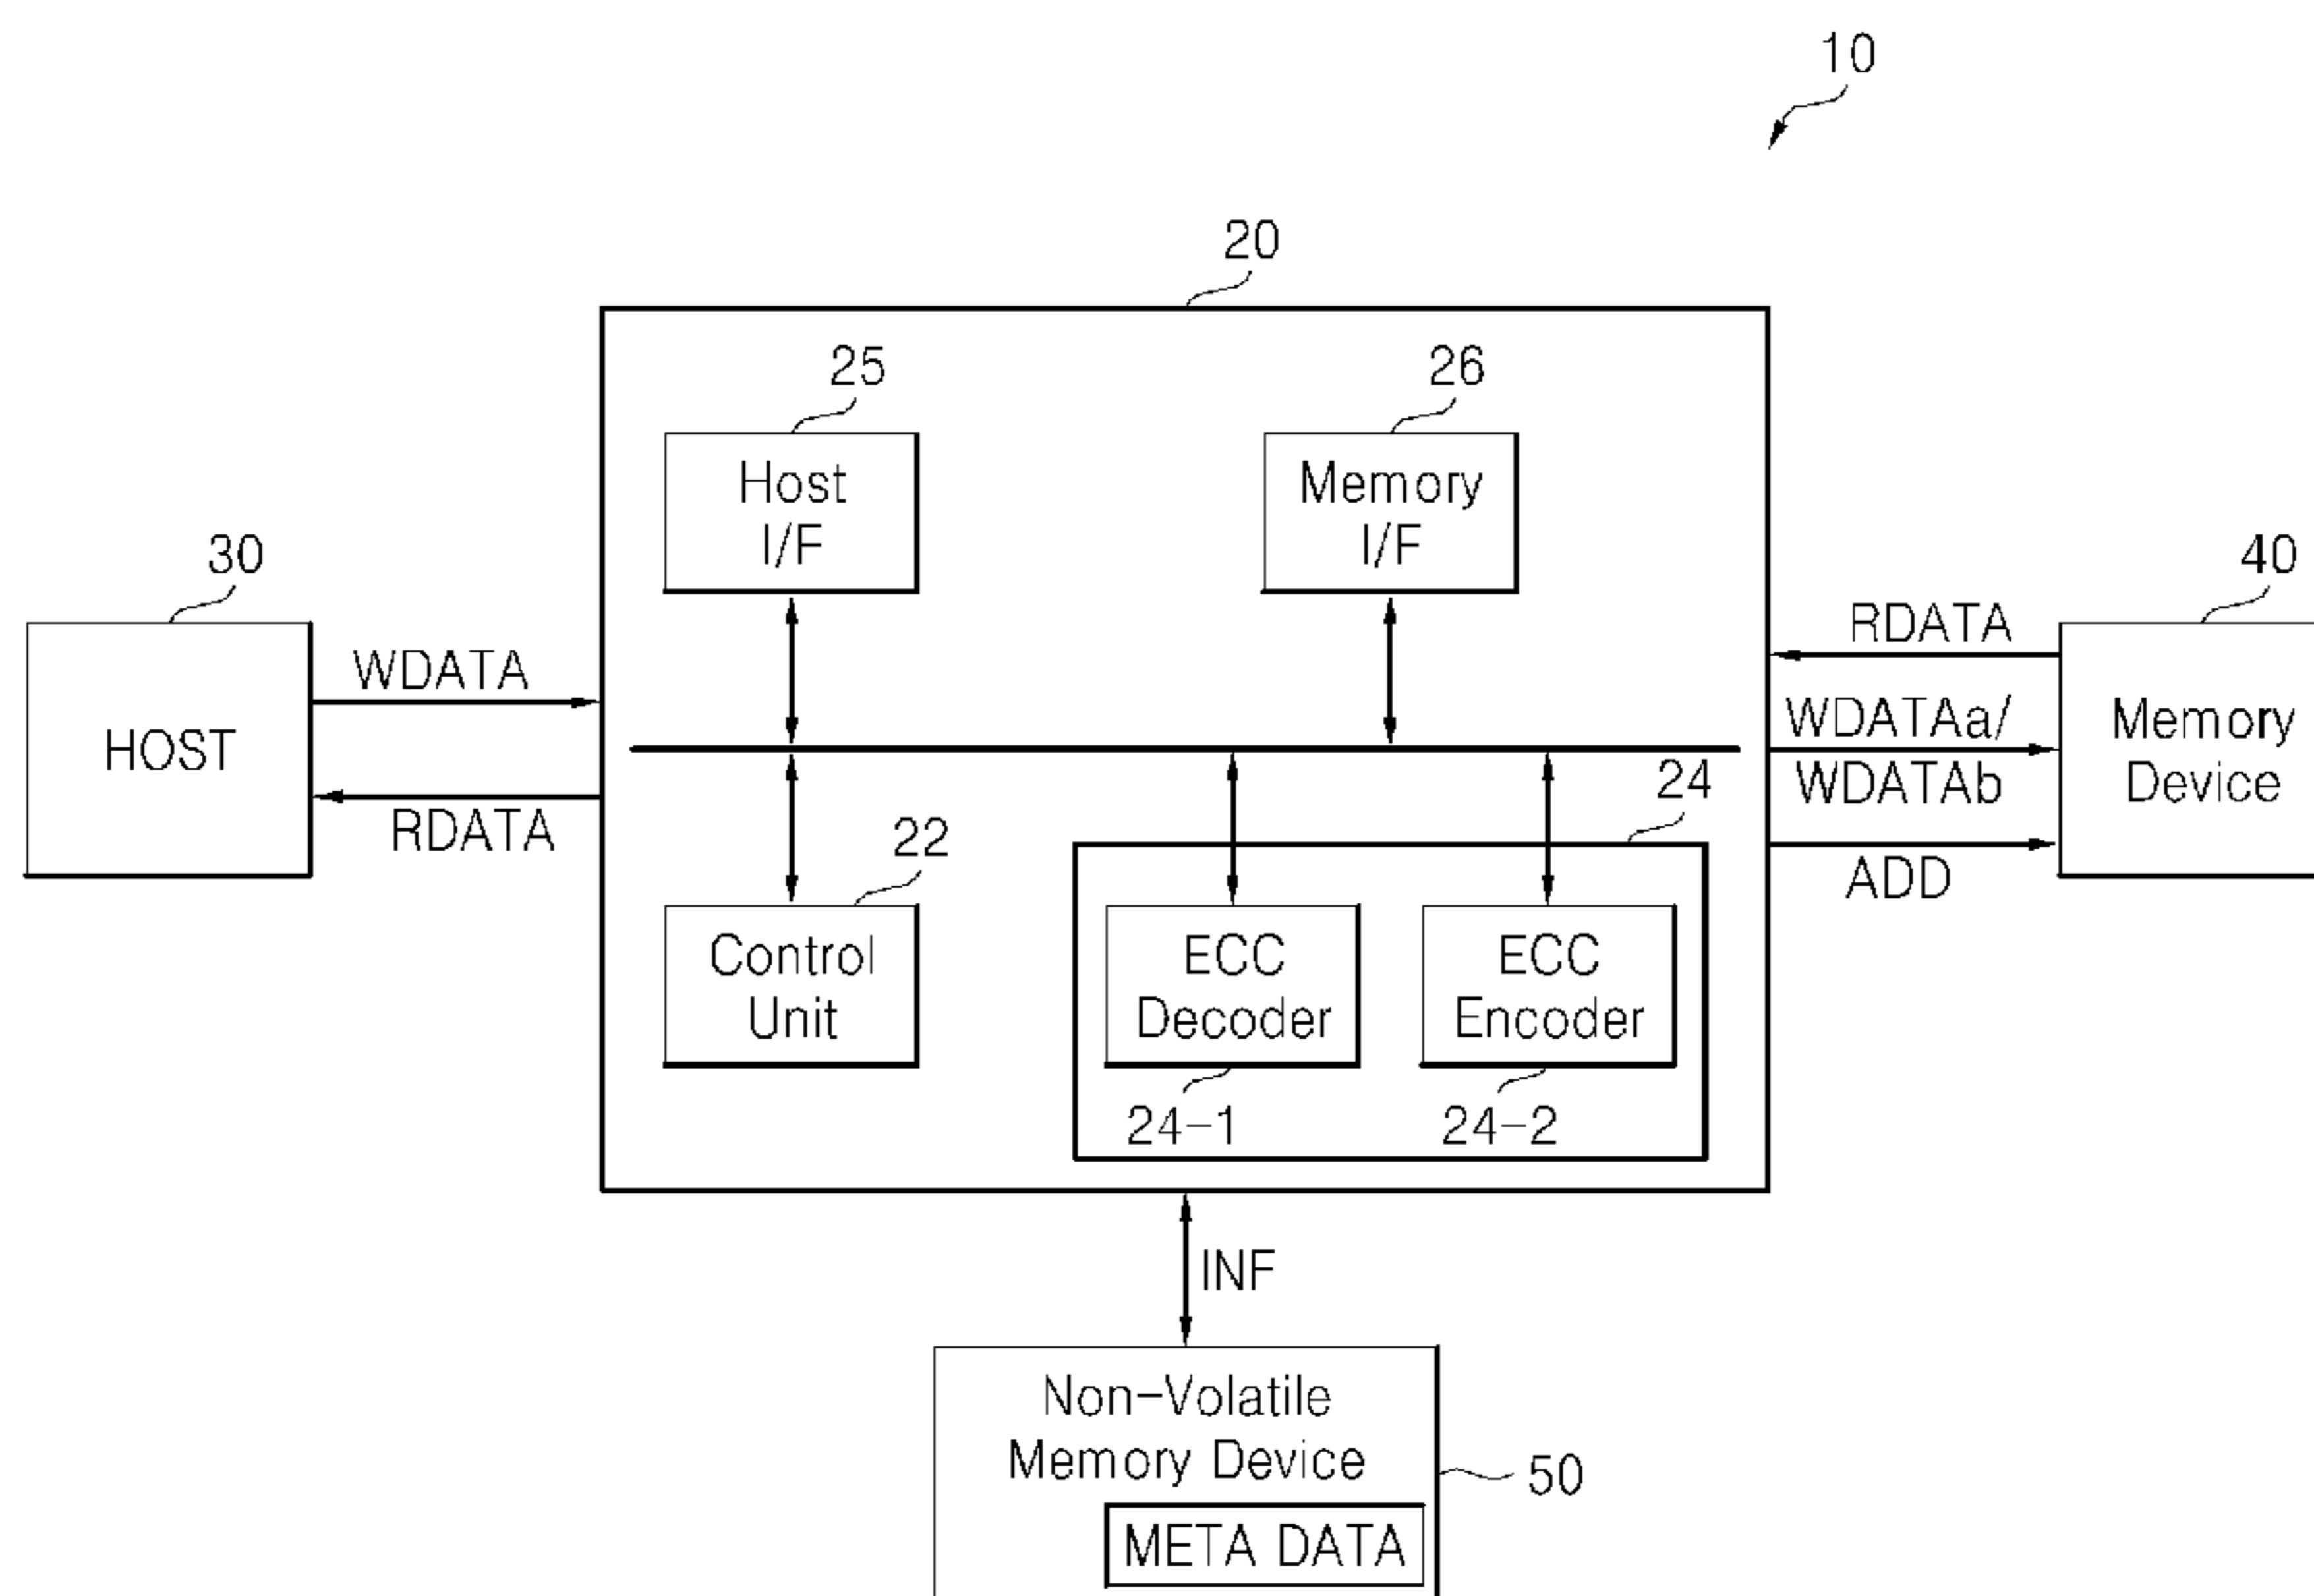 10
20
25
26
Host
I/F
Memory
I/F
30
40
HOST
WDATA
RDATA
RDATA
WDATAa/
WDATAb
ADD
Memory
Device
22
24
Control
Unit
ECC
Decoder
ECC
Encoder
24-1
24-2
INF
Non-Volatile
Memory Device
50
META DATA